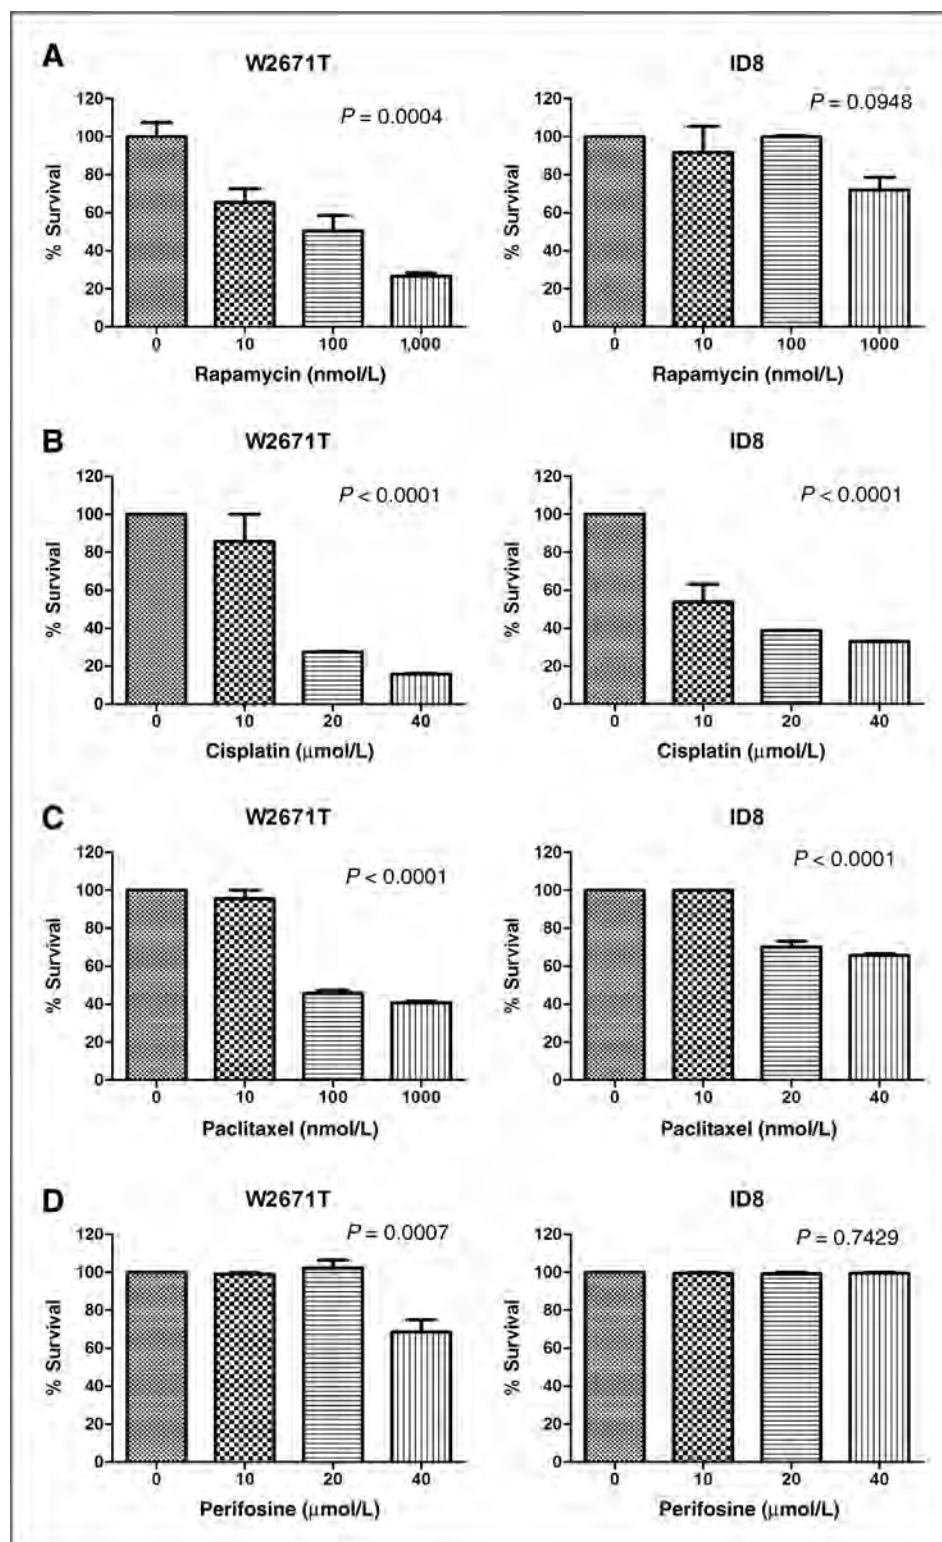 A
W2671T
ID8
P = 0.0004
P = 0.0948
% Survival
120
100
80
60
40
20
0
0 10 100 1,000
Rapamycin (nmol/L)
% Survival
120
100
80
60
40
20
0
0 10 100 1000
Rapamycin (nmol/L)
B
W2671T
ID8
P < 0.0001
P < 0.0001
% Survival
120
100
80
60
40
20
0
0 10 20 40
Cisplatin (μmol/L)
% Survival
120
100
80
60
40
20
0
0 10 20 40
Cisplatin (μmol/L)
C
W2671T
ID8
P < 0.0001
P < 0.0001
% Survival
120
100
80
60
40
20
0
0 10 100 1000
Paclitaxel (nmol/L)
% Survival
120
100
80
60
40
20
0
0 10 20 40
Paclitaxel (nmol/L)
D
W2671T
ID8
P = 0.0007
P = 0.7429
% Survival
120
100
80
60
40
20
0
0 10 20 40
Perifosine (μmol/L)
% Survival
120
100
80
60
40
20
0
0 10 20 40
Perifosine (μmol/L)